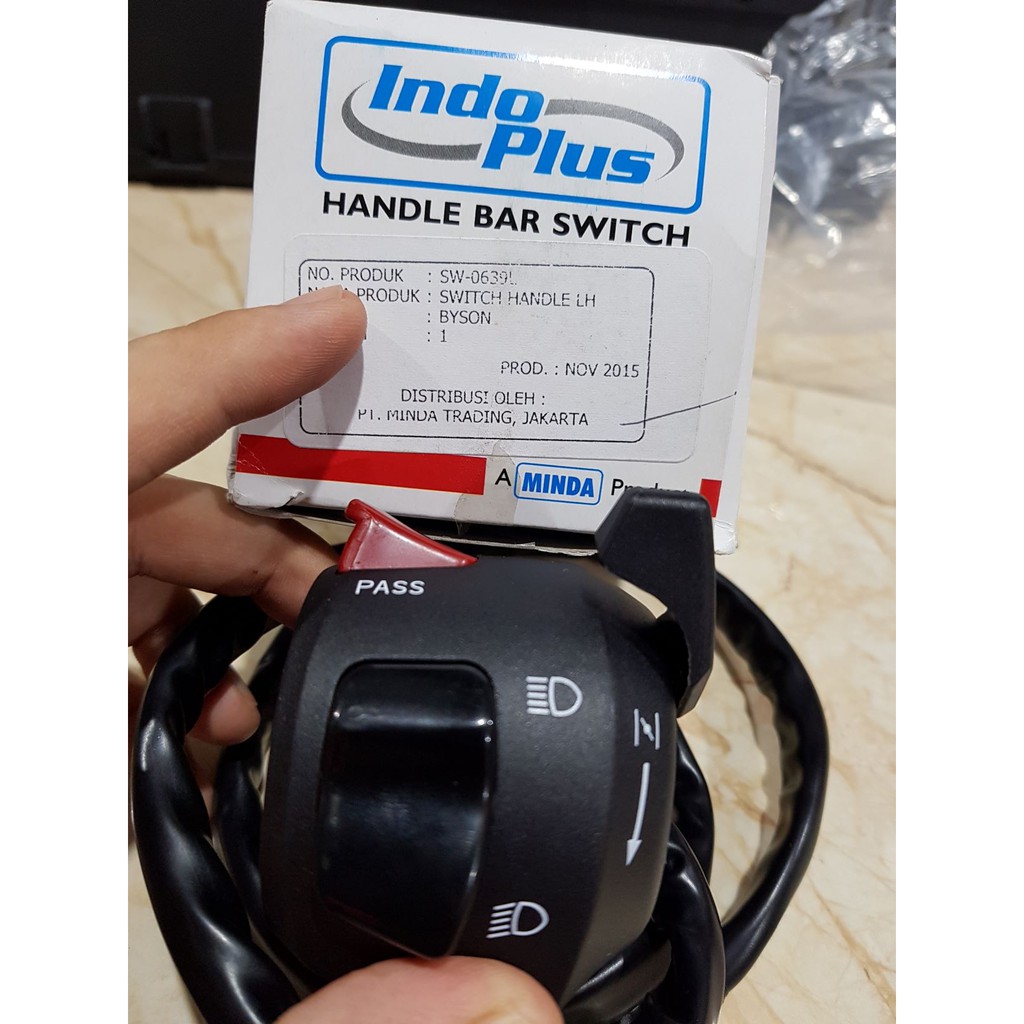 Indo
Plus
HANDLE BAR SWITCH
NO. PRODUK : SW-0639L
PRODUK : SWITCH HANDLE LH
: BYSON
: 1
PROD. : NOV 2015
DISTRIBUSI OLEH :
PT. MINDA TRADING, JAKARTA
A MINDA
PASS